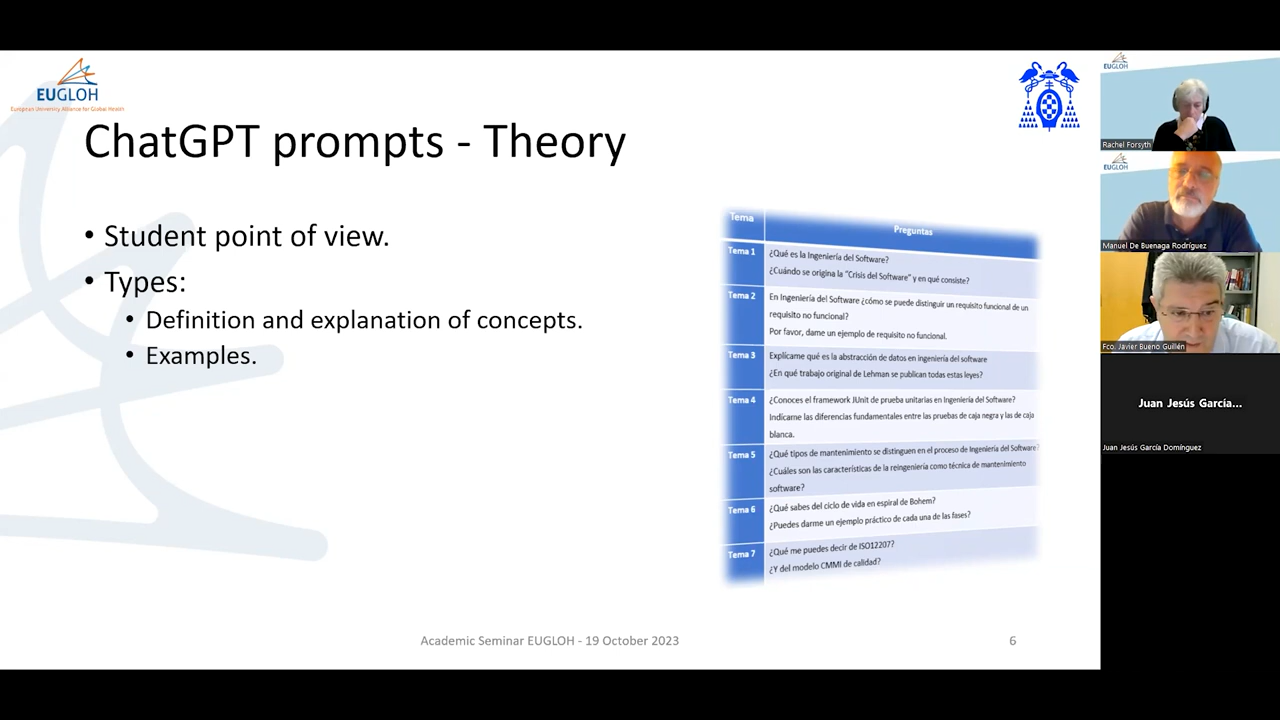 EUGLOH
European University Alliance for Global Health
ChatGPT prompts - Theory
• Student point of view.
• Types:
• Definition and explanation of concepts.
• Examples.
Tema Preguntas
Tema 1
¿Qué es la Ingeniería del Software?
¿Cuándo se origina la "Crisis del Software" y en qué consiste?
Tema 2
En Ingeniería del Software ¿cómo se puede distinguir un requisito funcional de un
requisito no funcional?
Por favor, dame un ejemplo de requisito no funcional.
Tema 3
Explícame qué es la abstracción de datos en ingeniería del software
¿En qué trabajo original de Lehman se publican todas estas leyes?
Tema 4
¿Conoces el framework JUnit de prueba unitarias en Ingeniería del Software?
Indícame las diferencias fundamentales entre las pruebas de caja negra y las de caja
blanca.
Tema 5
¿Qué tipos de mantenimiento se distinguen en el proceso de Ingeniería del Software?
¿Cuáles son las características de la reingeniería como técnica de mantenimiento
software?
Tema 6
¿Qué sabes del ciclo de vida en espiral de Bohem?
¿Puedes darme un ejemplo práctico de cada una de las fases?
Tema 7
¿Qué me puedes decir de ISO12207?
¿Y del modelo CMMI de calidad?
Academic Seminar EUGLOH - 19 October 2023
6
EUGLOH
Rachel Forsyth
EUGLOH
Manuel De Buenaga Rodríguez
Fco. Javier Bueno Guillén
Juan Jesús García...
Juan Jesús García Domínguez